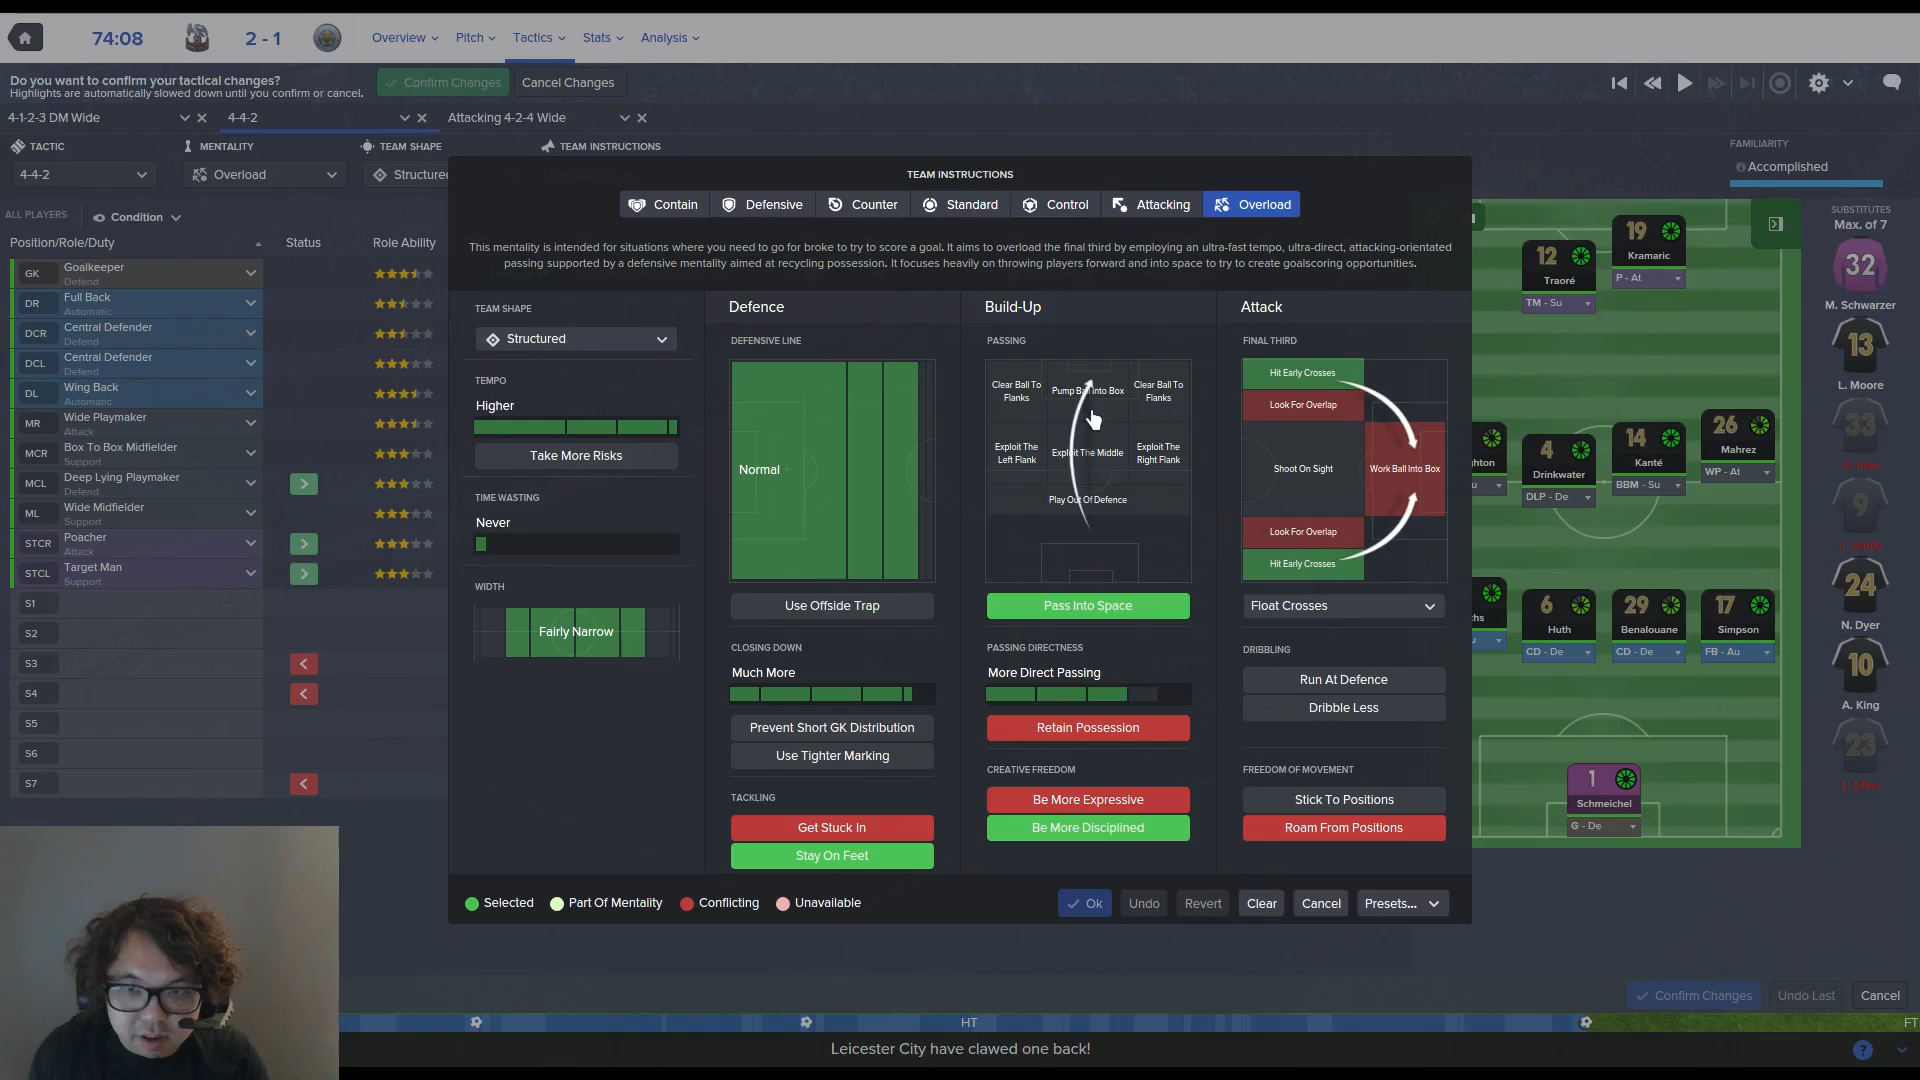 74:08
2 - 1
Overview
Pitch
Tactics
Stats
Analysis
Do you want to confirm your tactical changes?
Highlights are automatically slowed down until you confirm or cancel.
Confirm Changes
Cancel Changes
4-1-2-3 DM Wide
4-4-2
Attacking 4-2-4 Wide
TACTIC
MENTALITY
TEAM SHAPE
TEAM INSTRUCTIONS
FAMILIARITY
4-4-2
Overload
Structured
Accomplished
ALL PLAYERS
Condition
Position/Role/Duty
Status
Role Ability
GK
Goalkeeper
Defend
DR
Full Back
Automatic
DCR
Central Defender
Defend
DCL
Central Defender
Defend
DL
Wing Back
Automatic
MR
Wide Playmaker
Attack
MCR
Box To Box Midfielder
Support
MCL
Deep Lying Playmaker
Defend
ML
Wide Midfielder
Support
STCR
Poacher
Attack
STCL
Target Man
Support
S1
S2
S3
S4
S5
S6
S7
TEAM INSTRUCTIONS
Contain
Defensive
Counter
Standard
Control
Attacking
Overload
This mentality is intended for situations where you need to go for broke to try to score a goal. It aims to overload the final third by employing an ultra-fast tempo, ultra-direct, attacking-orientated
passing supported by a defensive mentality aimed at recycling possession. It focuses heavily on throwing players forward and into space to try to create goalscoring opportunities.
TEAM SHAPE
Structured
TEMPO
Higher
Take More Risks
TIME WASTING
Never
WIDTH
Fairly Narrow
Defence
DEFENSIVE LINE
Normal
Use Offside Trap
CLOSING DOWN
Much More
Prevent Short GK Distribution
Use Tighter Marking
TACKLING
Get Stuck In
Stay On Feet
Build-Up
PASSING
Clear Ball To
Flanks
Pump Ball Into Box
Clear Ball To
Flanks
Exploit The
Left Flank
Exploit The Middle
Exploit The
Right Flank
Play Out Of Defence
Pass Into Space
PASSING DIRECTNESS
More Direct Passing
Retain Possession
CREATIVE FREEDOM
Be More Expressive
Be More Disciplined
Attack
FINAL THIRD
Hit Early Crosses
Look For Overlap
Shoot On Sight
Work Ball Into Box
Look For Overlap
Hit Early Crosses
Float Crosses
DRIBBLING
Run At Defence
Dribble Less
FREEDOM OF MOVEMENT
Stick To Positions
Roam From Positions
Selected
Part Of Mentality
Conflicting
Unavailable
Ok
Undo
Revert
Clear
Cancel
Presets...
12
Traoré
TM - Su
19
Kramaric
P - At
4
Drinkwater
DLP - De
14
Kanté
BBM - Su
26
Mahrez
WP - At
6
Huth
CD - De
29
Benalouane
CD - De
17
Simpson
FB - Au
1
Schmeichel
G - De
SUBSTITUTES
Max. of 7
32
M. Schwarzer
13
L. Moore
33
9
24
N. Dyer
10
A. King
23
Confirm Changes
Undo Last
Cancel
HT
FT
Leicester City have clawed one back!
?